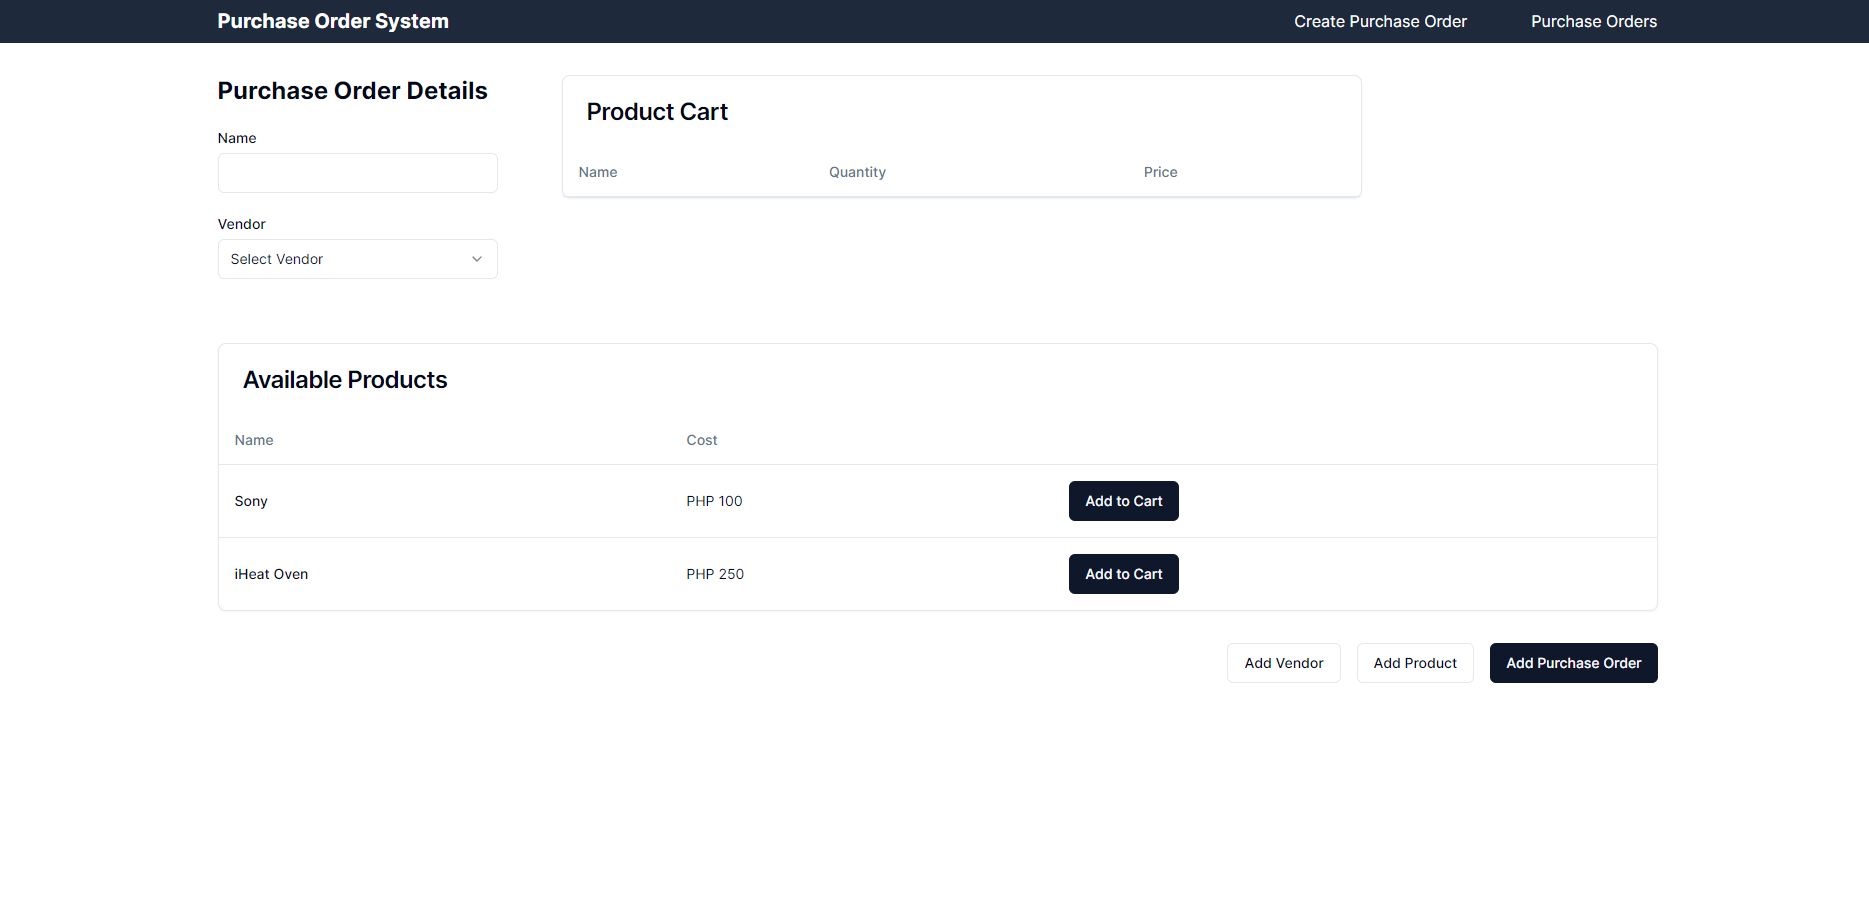 Purchase Order System
Create Purchase Order
Purchase Orders
Purchase Order Details
Name
Vendor
Select Vendor
Product Cart
Name Quantity Price
Available Products
Name Cost
Sony PHP 100 Add to Cart
iHeat Oven PHP 250 Add to Cart
Add Vendor
Add Product
Add Purchase Order